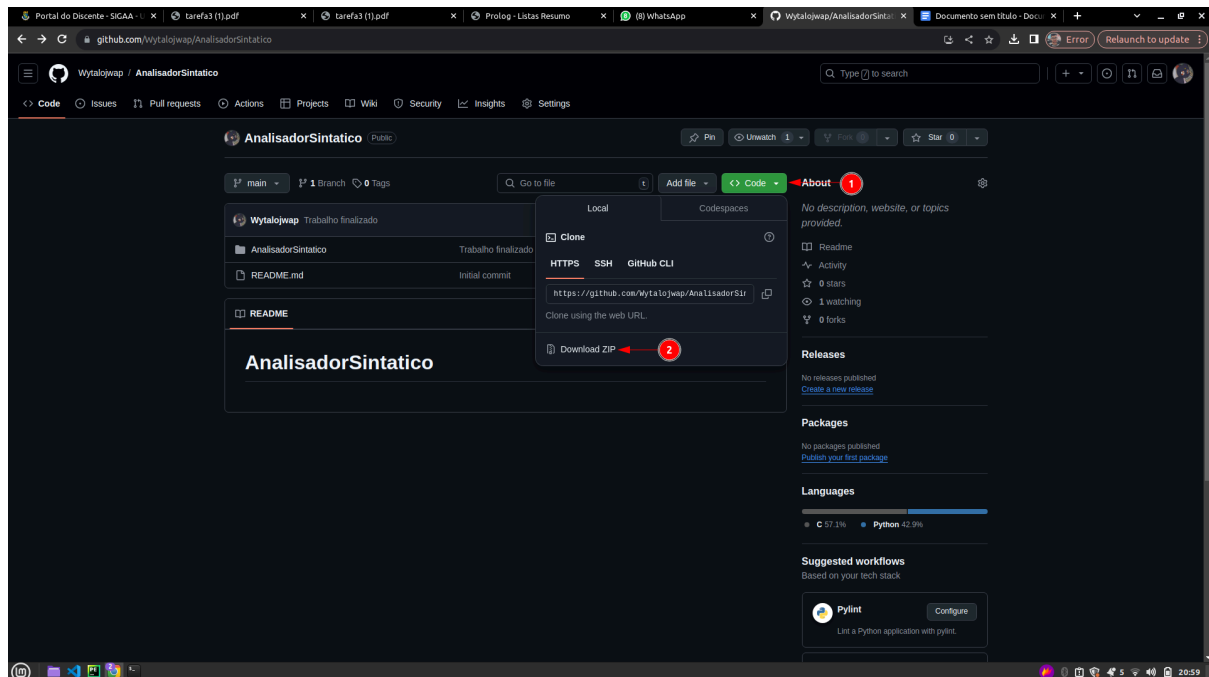 Portal do Discente - SIGAA - U
tarefa3 (1).pdf
tarefa3 (1).pdf
Prolog - Listas Resumo
(8) WhatsApp
Wytalojwap/AnalisadorSintat
Documento sem título - Docu
github.com/Wytalojwap/AnalisadorSintatico
Error
Relaunch to update
Wytalojwap / AnalisadorSintatico
Type / to search
Code
Issues
Pull requests
Actions
Projects
Wiki
Security
Insights
Settings
AnalisadorSintatico Public
Pin
Unwatch 1
Fork 0
Star 0
main
1 Branch
0 Tags
Go to file t
Add file
Code
1
Wytalojwap Trabalho finalizado
AnalisadorSintatico Trabalho finalizado
README.md Initial commit
README
AnalisadorSintatico
Local
Codespaces
Clone
HTTPS SSH GitHub CLI
https://github.com/Wytalojwap/AnalisadorSir
Clone using the web URL.
Download ZIP
2
About
No description, website, or topics
provided.
Readme
Activity
0 stars
1 watching
0 forks
Releases
No releases published
Create a new release
Packages
No packages published
Publish your first package
Languages
C 57.1% Python 42.9%
Suggested workflows
Based on your tech stack
Pylint
Configure
Lint a Python application with pylint.
5
20:59